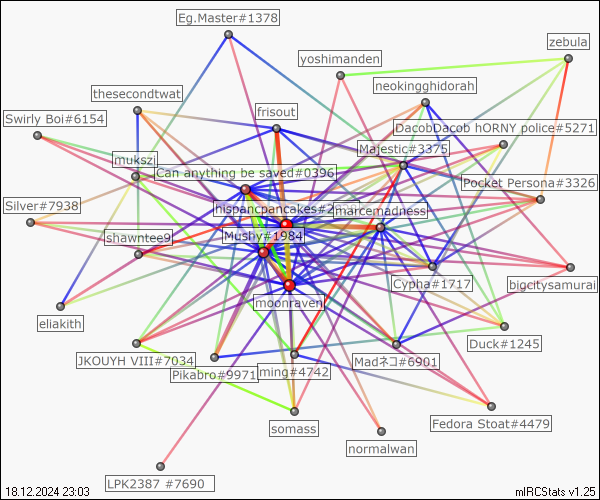 Eg.Master#1378
zebula
yoshimanden
neokingghidorah
thesecondtwat
frisout
Swirly Boi#6154
DacobDacob hORNY police#5271
Majestic#3375
mukszi
Can anything be saved#0396
Pocket Persona#3326
Silver#7938
marcemadness
shawntee9
Mushy#1984
Cypha#1717
bigcitysamurai
moonraven
eliakith
Duck#1245
JKOUYH VIII#7034
Madネコ#6901
Pikabro#9971
ming#4742
somass
Fedora Stoat#4479
normalwan
LPK2387 #7690
18.12.2024 23:03
mIRCStats v1.25